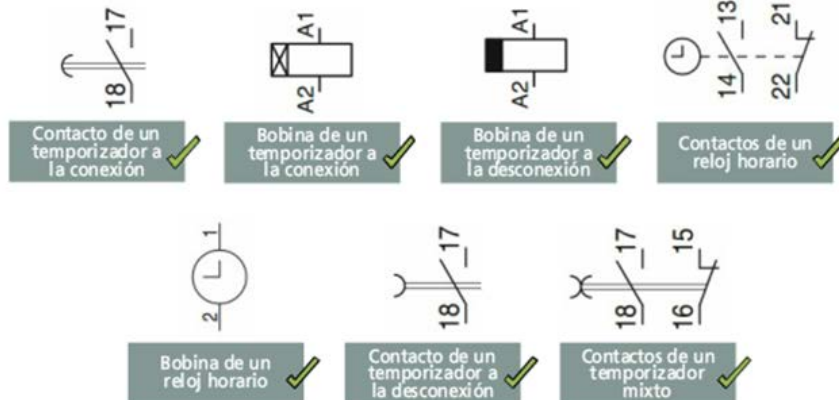 17
18
Contacto de un
temporizador a
la conexión
A1
A2
Bobina de un
temporizador a
la conexión
A1
A2
Bobina de un
temporizador a
la desconexión
13
21
14
22
Contactos de un
reloj horario
1
2
Bobina de un
reloj horario
17
18
Contacto de un
temporizador a
la desconexión
17
15
18
16
Contactos de un
temporizador
mixto